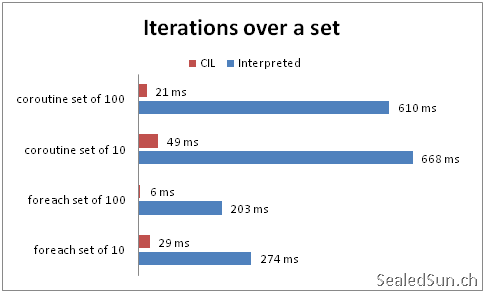 Iterations over a set
CIL Interpreted
coroutine set of 100
21 ms
610 ms
coroutine set of 10
49 ms
668 ms
foreach set of 100
6 ms
203 ms
foreach set of 10
29 ms
274 ms
SealedSun.ch